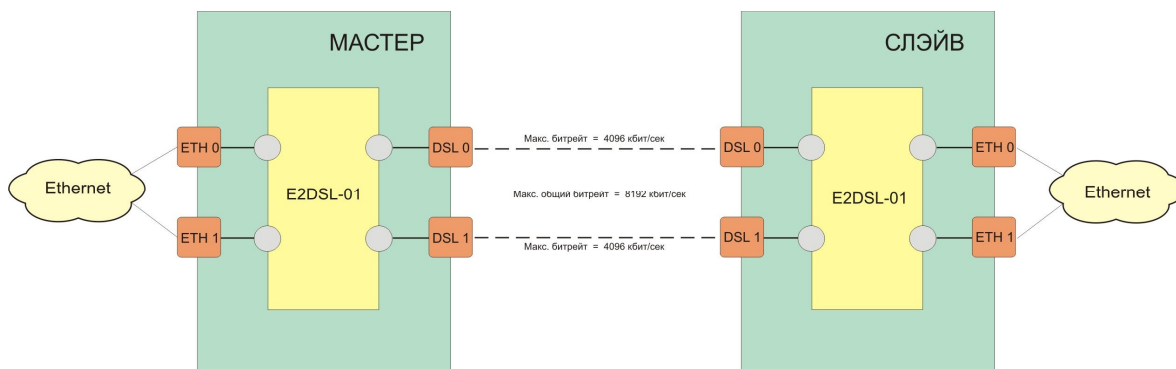 МАСТЕР
СЛЭЙВ
Макс. битрейт = 4096 кбит/сек
ETH 0
DSL 0
DSL 0
ETH 0
Ethernet
E2DSL-01
Макс. общий битрейт = 8192 кбит/сек
E2DSL-01
Ethernet
ETH 1
DSL 1
DSL 1
ETH 1
Макс. битрейт = 4096 кбит/сек